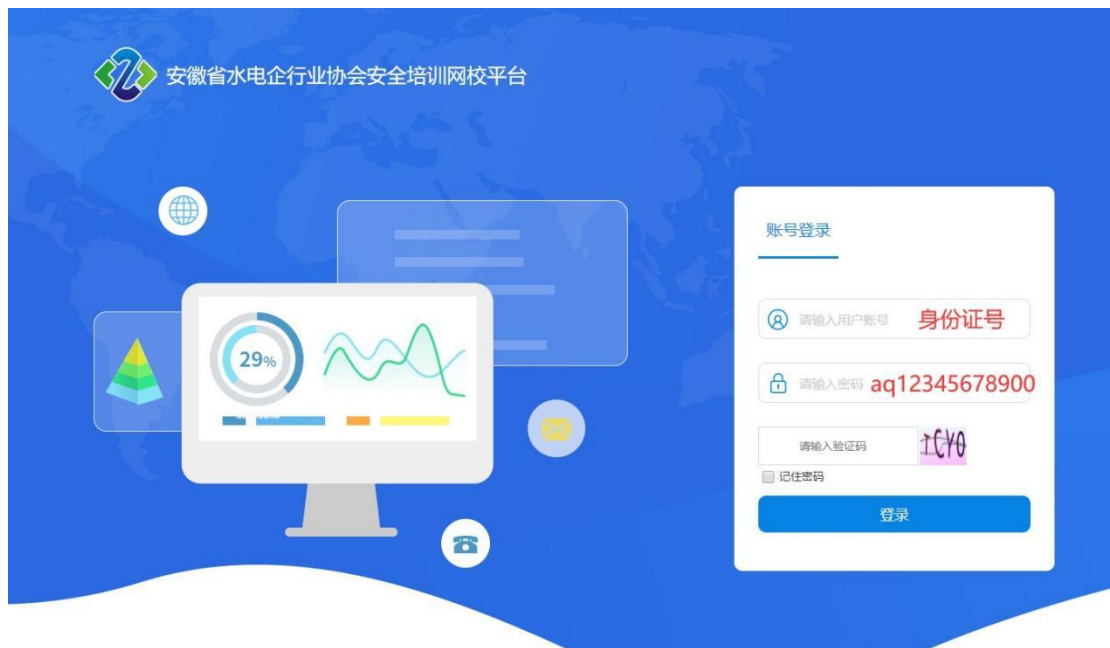 安徽省水电企行业协会安全培训网校平台
账号登录
请输入用户账号 身份证号
请输入密码 aq12345678900
请输入验证码
记住密码
登录
29%